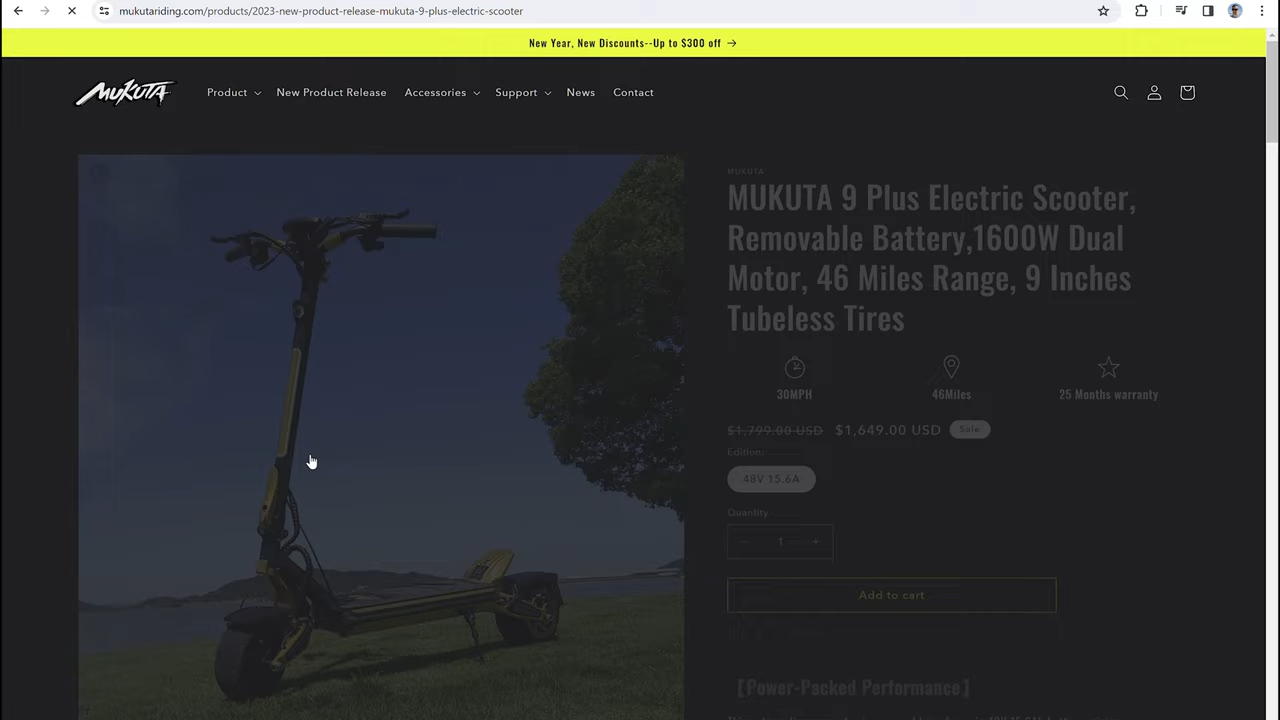 mukutariding.com/products/2023-new-product-release-mukuta-9-plus-electric-scooter
New Year, New Discounts--Up to $300 off →
MUKUTA
Product
New Product Release
Accessories
Support
News
Contact
MUKUTA
MUKUTA 9 Plus Electric Scooter,
Removable Battery,1600W Dual
Motor, 46 Miles Range, 9 Inches
Tubeless Tires
30MPH
46Miles
25 Months warranty
$1,799.00 USD $1,649.00 USD Sale
Edition:
48V 15.6A
Quantity
− 1 +
Add to cart
【Power-Packed Performance】